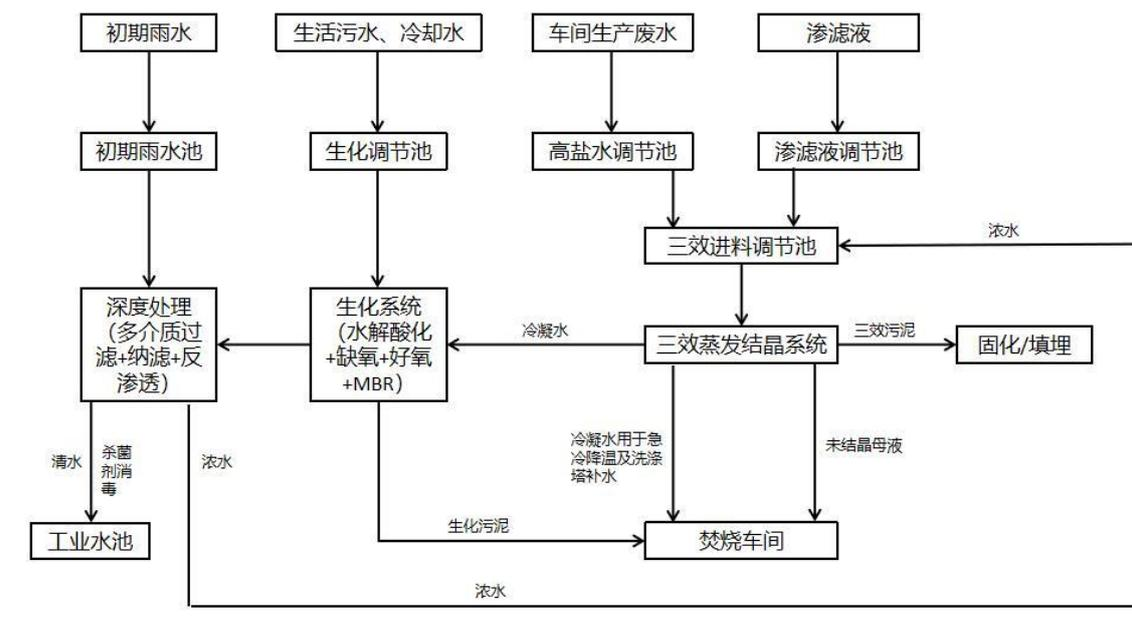 初期雨水
生活污水、冷却水
车间生产废水
渗滤液
初期雨水池
生化调节池
高盐水调节池
渗滤液调节池
浓水
三效进料调节池
深度处理
（多介质过
滤+纳滤+反
渗透）
生化系统
（水解酸化
+缺氧+好氧
+MBR）
冷凝水
三效蒸发结晶系统
三效污泥
固化/填埋
清水
杀菌
剂消
毒
浓水
冷凝水用于急
冷降温及洗涤
塔补水
未结晶母液
工业水池
生化污泥
焚烧车间
浓水